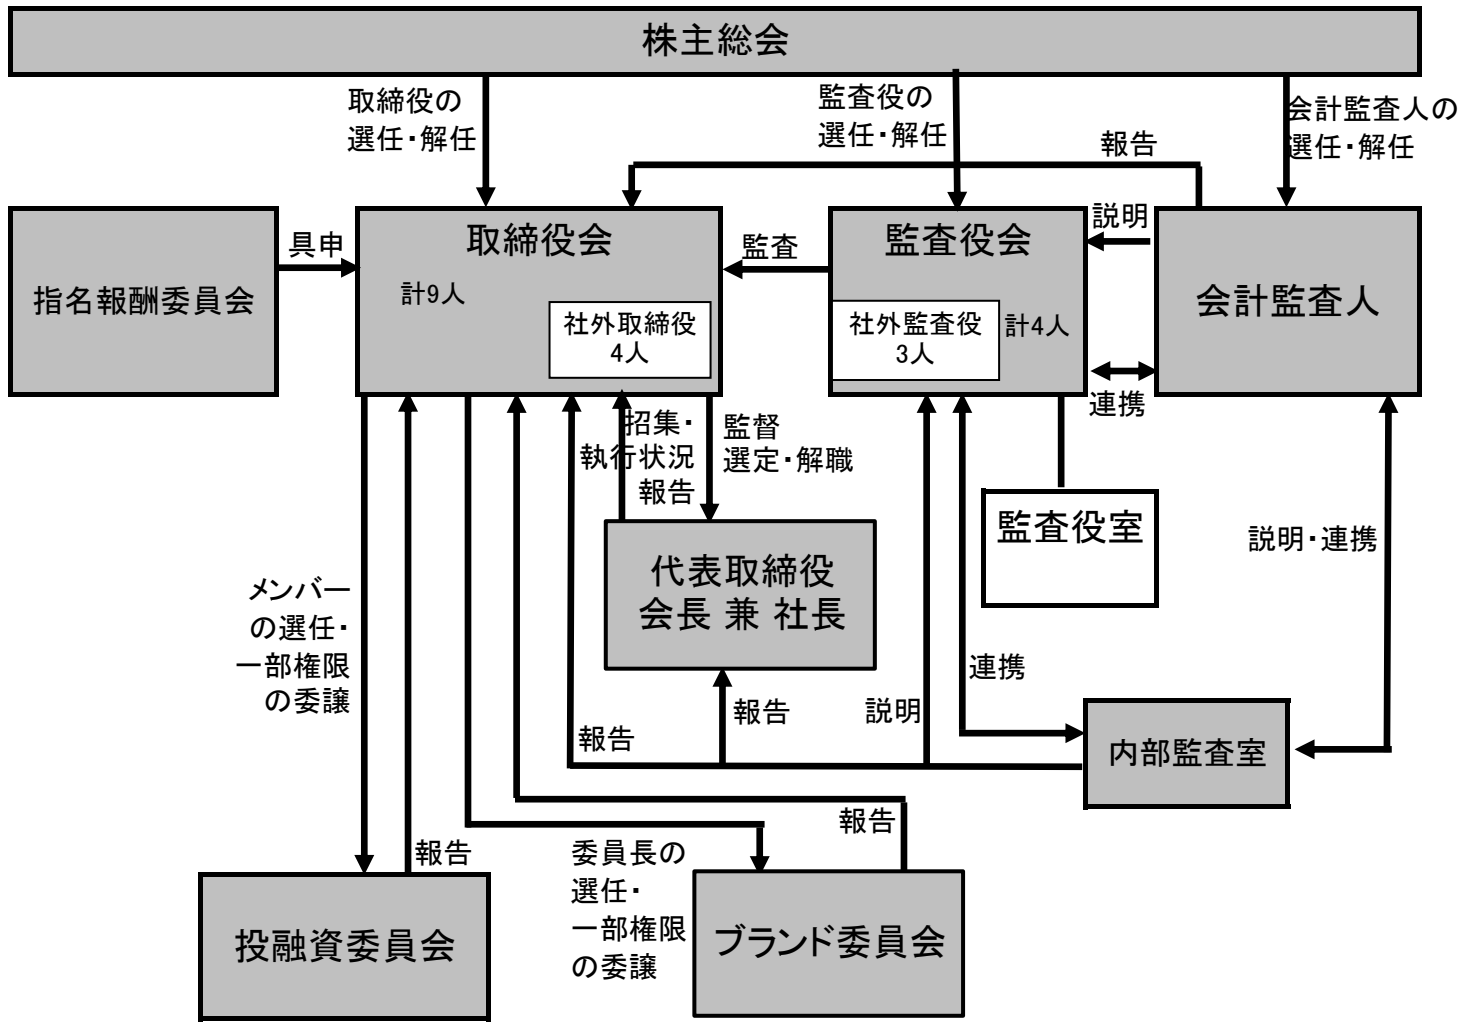 株主総会
取締役の
選任・解任
監査役の
選任・解任
会計監査人の
選任・解任
報告
指名報酬委員会
具申
取締役会
計9人
社外取締役
4人
監査
監査役会
社外監査役
3人
計4人
説明
連携
会計監査人
招集・
執行状況
報告
監督
選定・解職
代表取締役
会長 兼 社長
監査役室
説明・連携
メンバー
の選任・
一部権限
の委譲
報告
報告
説明
連携
内部監査室
報告
委員長の
選任・
一部権限
の委譲
報告
投融資委員会
ブランド委員会